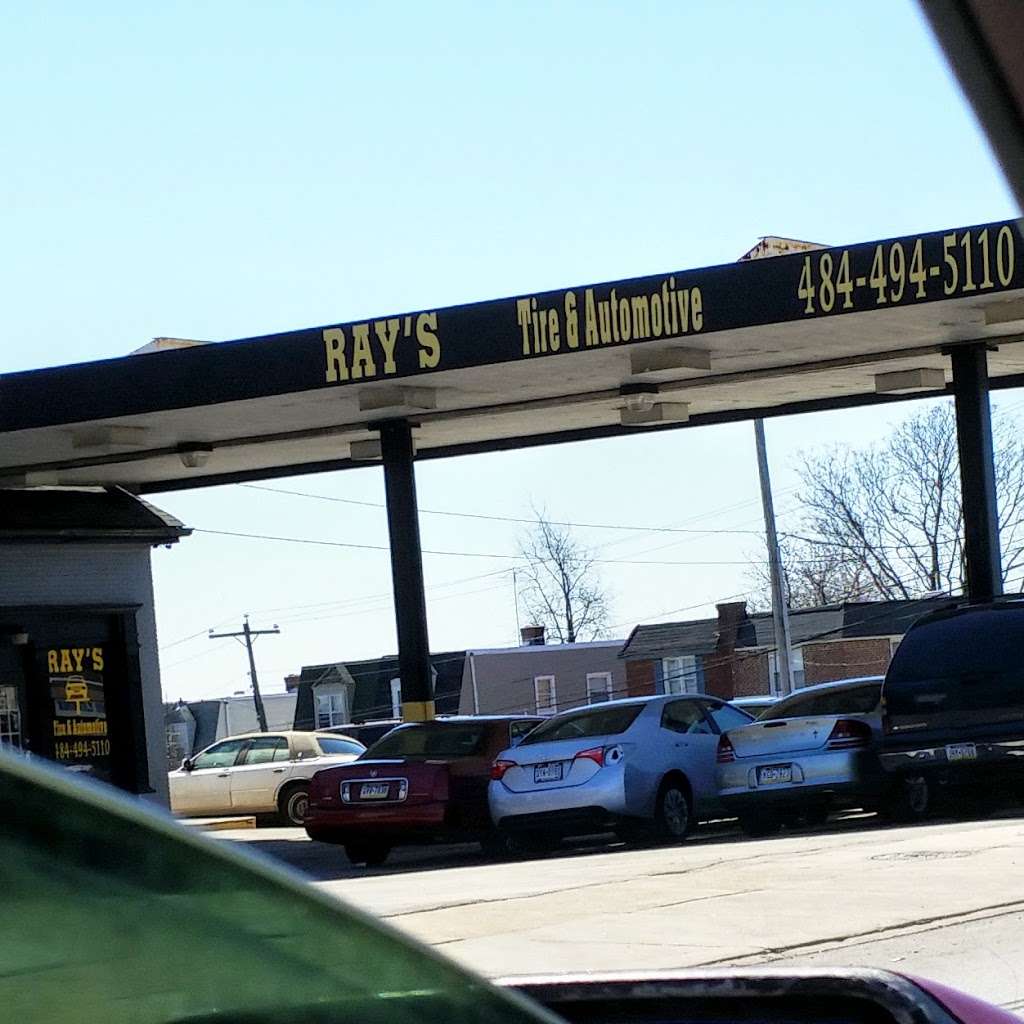 RAY'S Tire & Automotive 484-494-5110
RAY'S
Tire & Automotive
484-494-5110